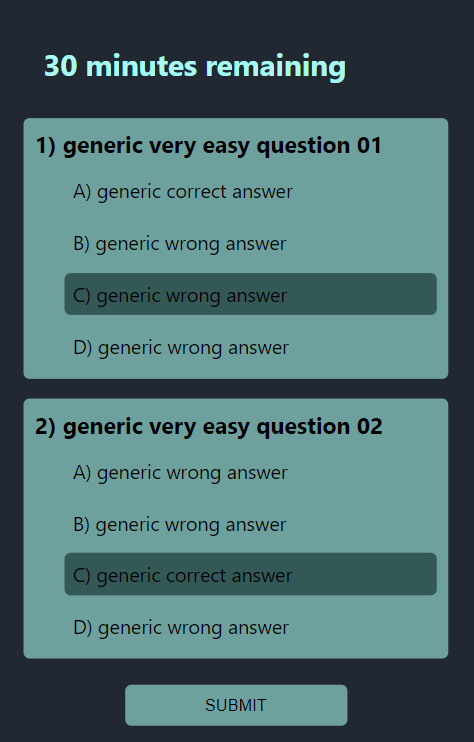 30 minutes remaining
1) generic very easy question 01
A) generic correct answer
B) generic wrong answer
C) generic wrong answer
D) generic wrong answer
2) generic very easy question 02
A) generic wrong answer
B) generic wrong answer
C) generic correct answer
D) generic wrong answer
SUBMIT